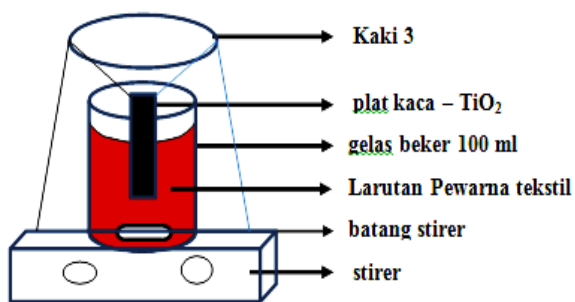 Kaki 3
plat kaca – TiO₂
gelas beker 100 ml
Larutan Pewarna tekstil
batang stirer
stirer